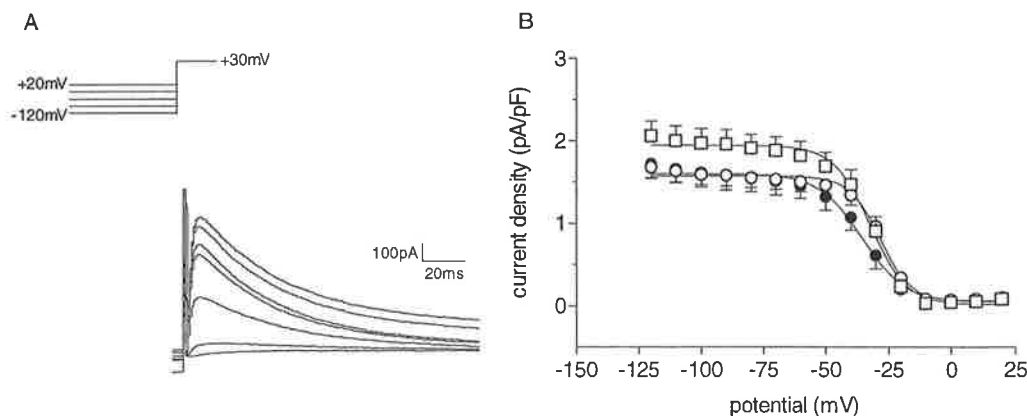 A
+30mV
+20mV
-120mV
100pA
20ms
B
current density (pA/pF)
3
2
1
0
-150 -125 -100 -75 -50 -25 0 25
potential (mV)